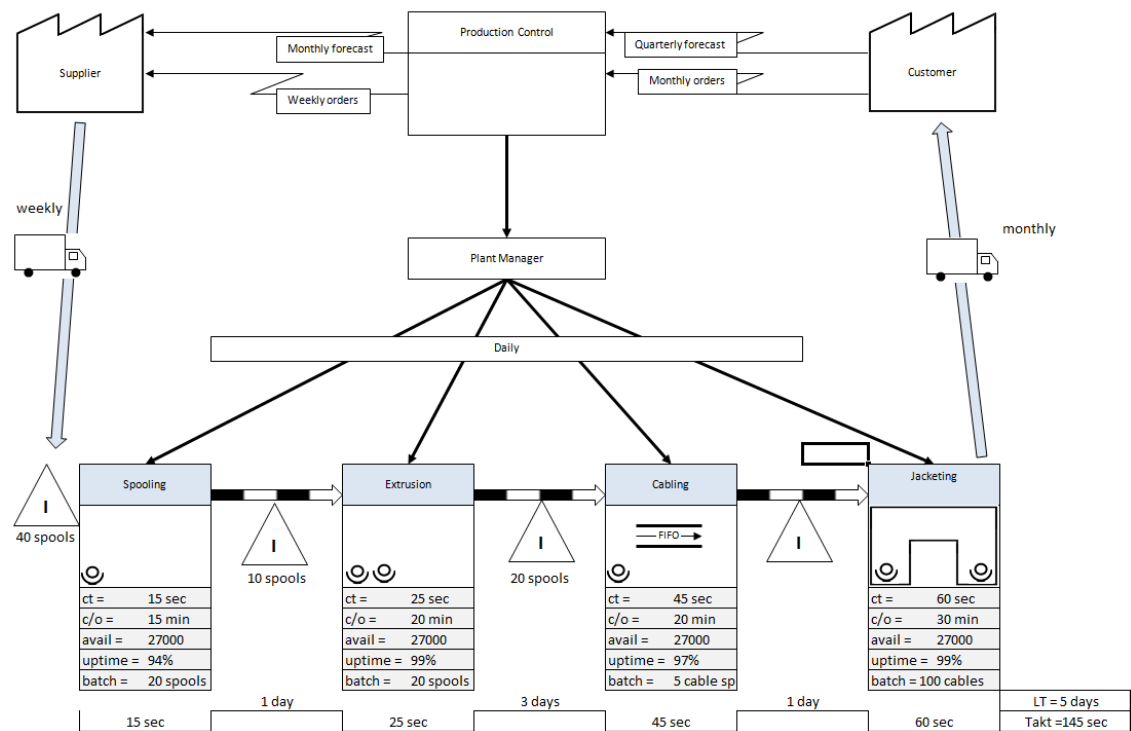 Supplier
Monthly forecast
Weekly orders
Production Control
Quarterly forecast
Monthly orders
Customer
weekly
monthly
Plant Manager
Daily
I
40 spools
Spooling
ct = 15 sec
c/o = 15 min
avail = 27000
uptime = 94%
batch = 20 spools
I
10 spools
Extrusion
ct = 25 sec
c/o = 20 min
avail = 27000
uptime = 99%
batch = 20 spools
I
20 spools
Cabling
FIFO
ct = 45 sec
c/o = 20 min
avail = 27000
uptime = 97%
batch = 5 cable sp
I
Jacketing
ct = 60 sec
c/o = 30 min
avail = 27000
uptime = 99%
batch = 100 cables
1 day
3 days
1 day
LT = 5 days
15 sec
25 sec
45 sec
60 sec
Takt =145 sec